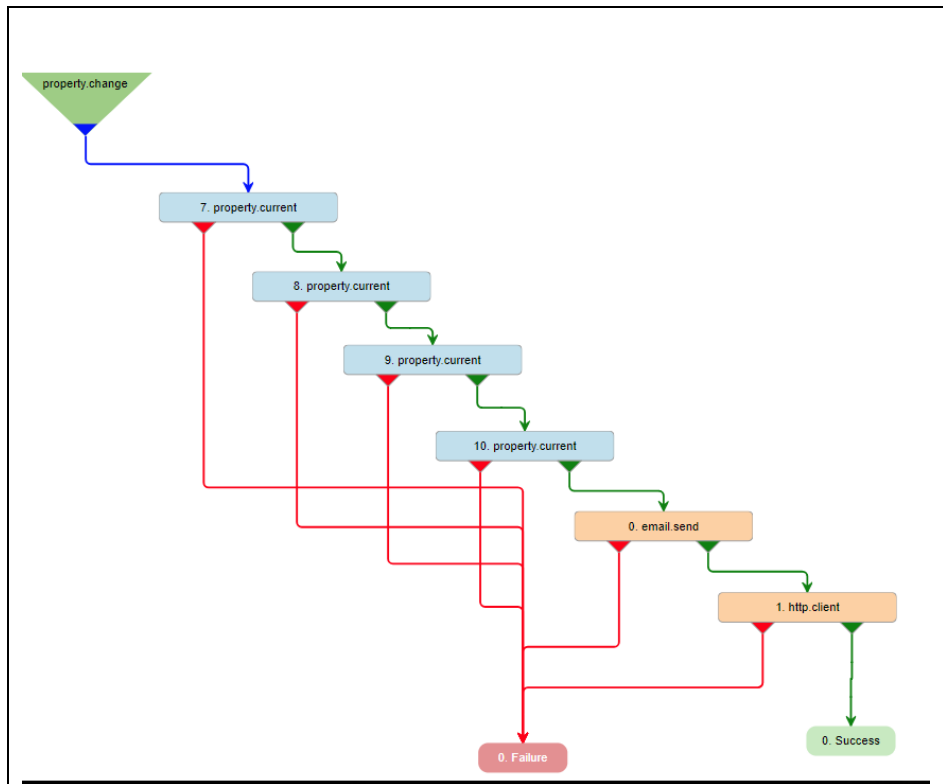 property.change
7. property.current
8. property.current
9. property.current
10. property.current
0. email.send
1. http.client
0. Success
0. Failure